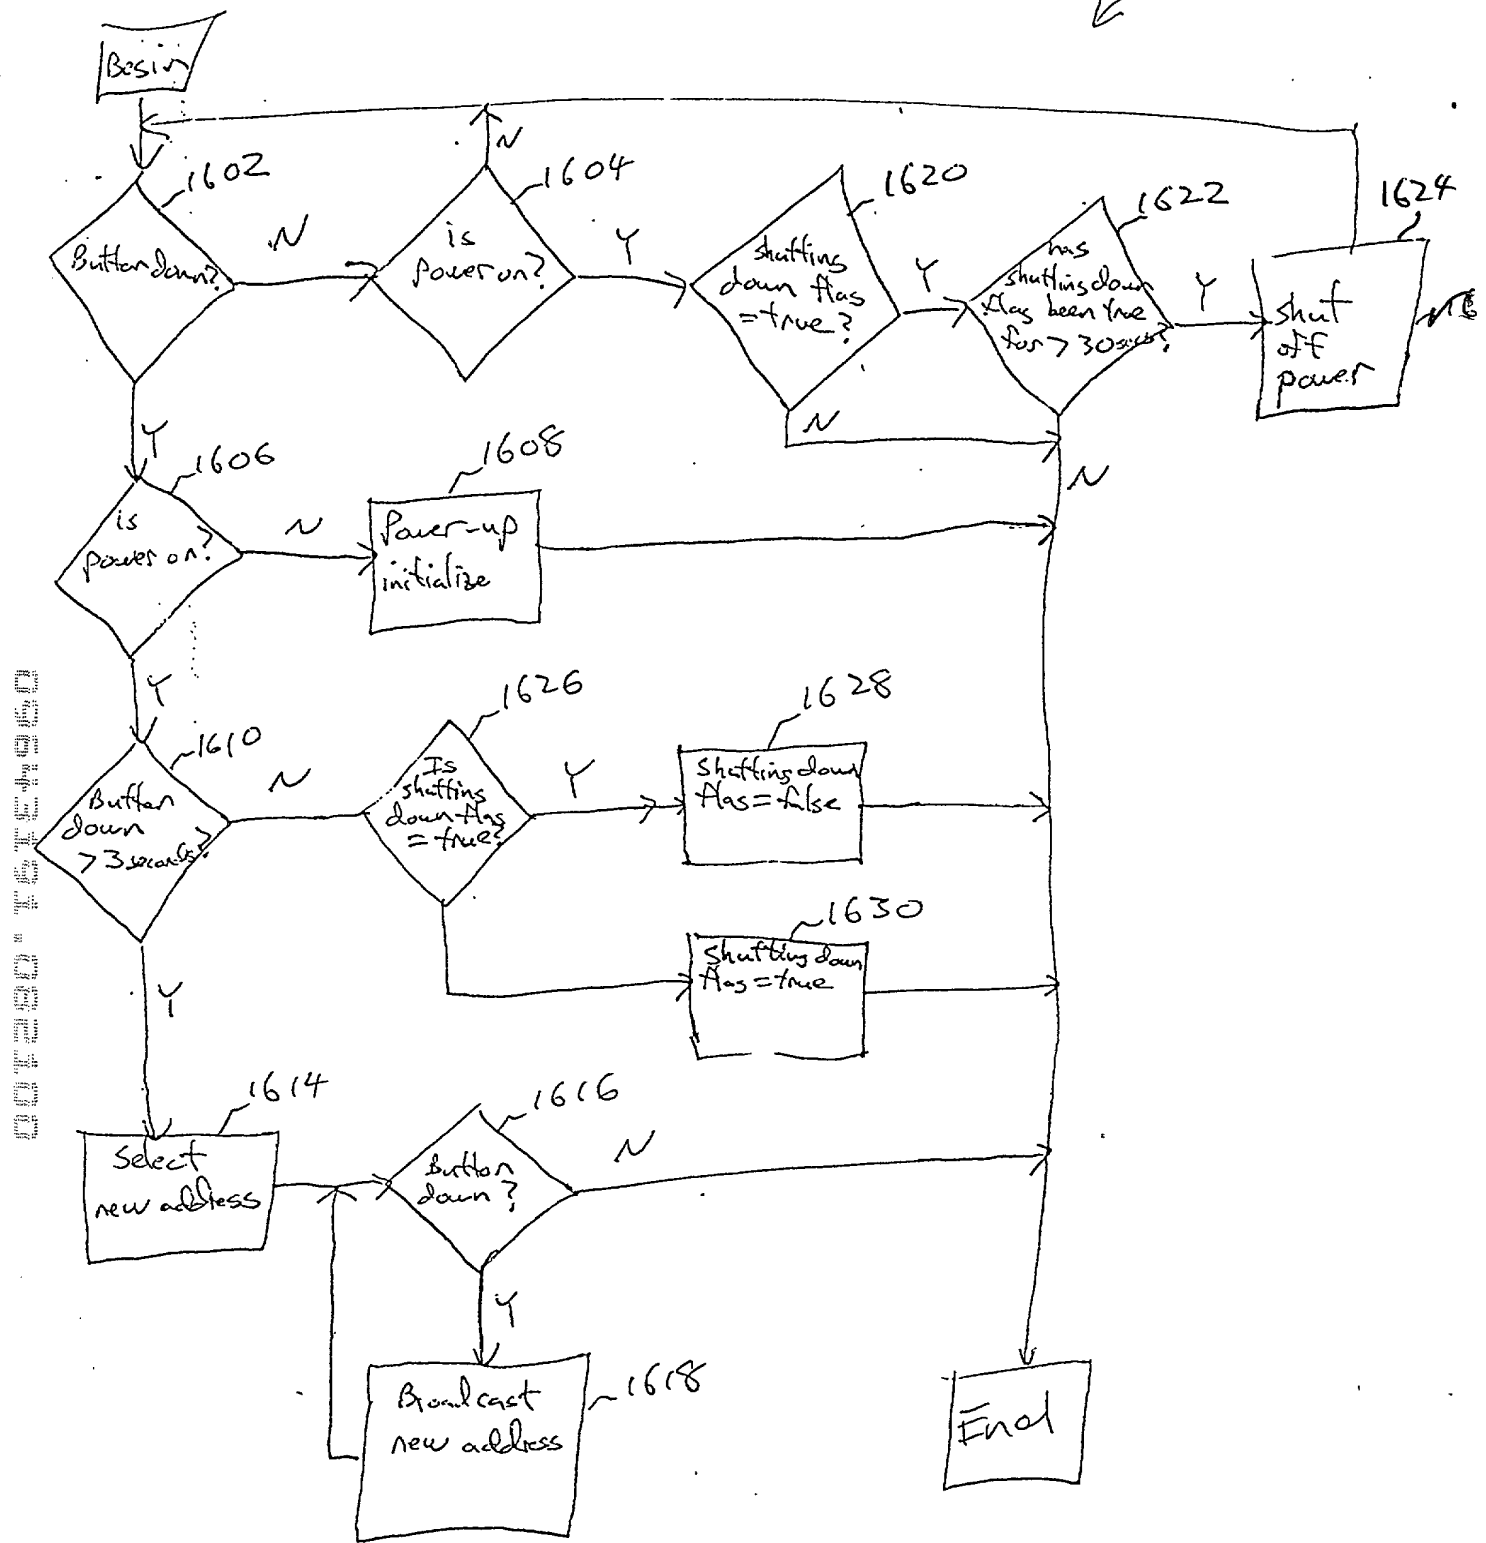 Begin
1602
Button down?
N
1604
is
power on?
N
Y
1620
shutting
down flag
= true?
Y
N
1622
has
shutting down
flag been true
for > 30 secs?
Y
N
1624
shut
off
power
Y
1606
is
power on?
N
1608
Power-up
initialize
Y
1610
Button
down
> 3 seconds?
N
1626
Is
shutting
down flag
= true?
Y
1628
Shutting down
flag = false
1630
Shutting down
flag = true
Y
1614
Select
new address
1616
Button
down?
N
Y
1618
Broadcast
new address
End
09643191.082100